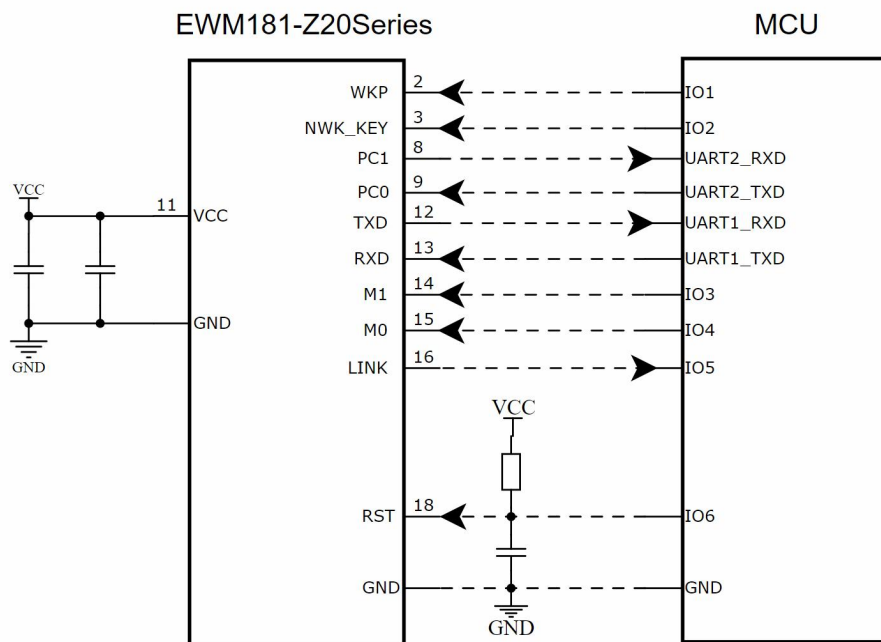 EWM181-Z20Series MCU
WKP 2 IO1
NWK_KEY 3 IO2
PC1 8 UART2_RXD
VCC
PC0 9 UART2_TXD
11 VCC
TXD 12 UART1_RXD
RXD 13 UART1_TXD
M1 14 IO3
GND
M0 15 IO4
GND
LINK 16 IO5
VCC
RST 18 IO6
GND GND
GND